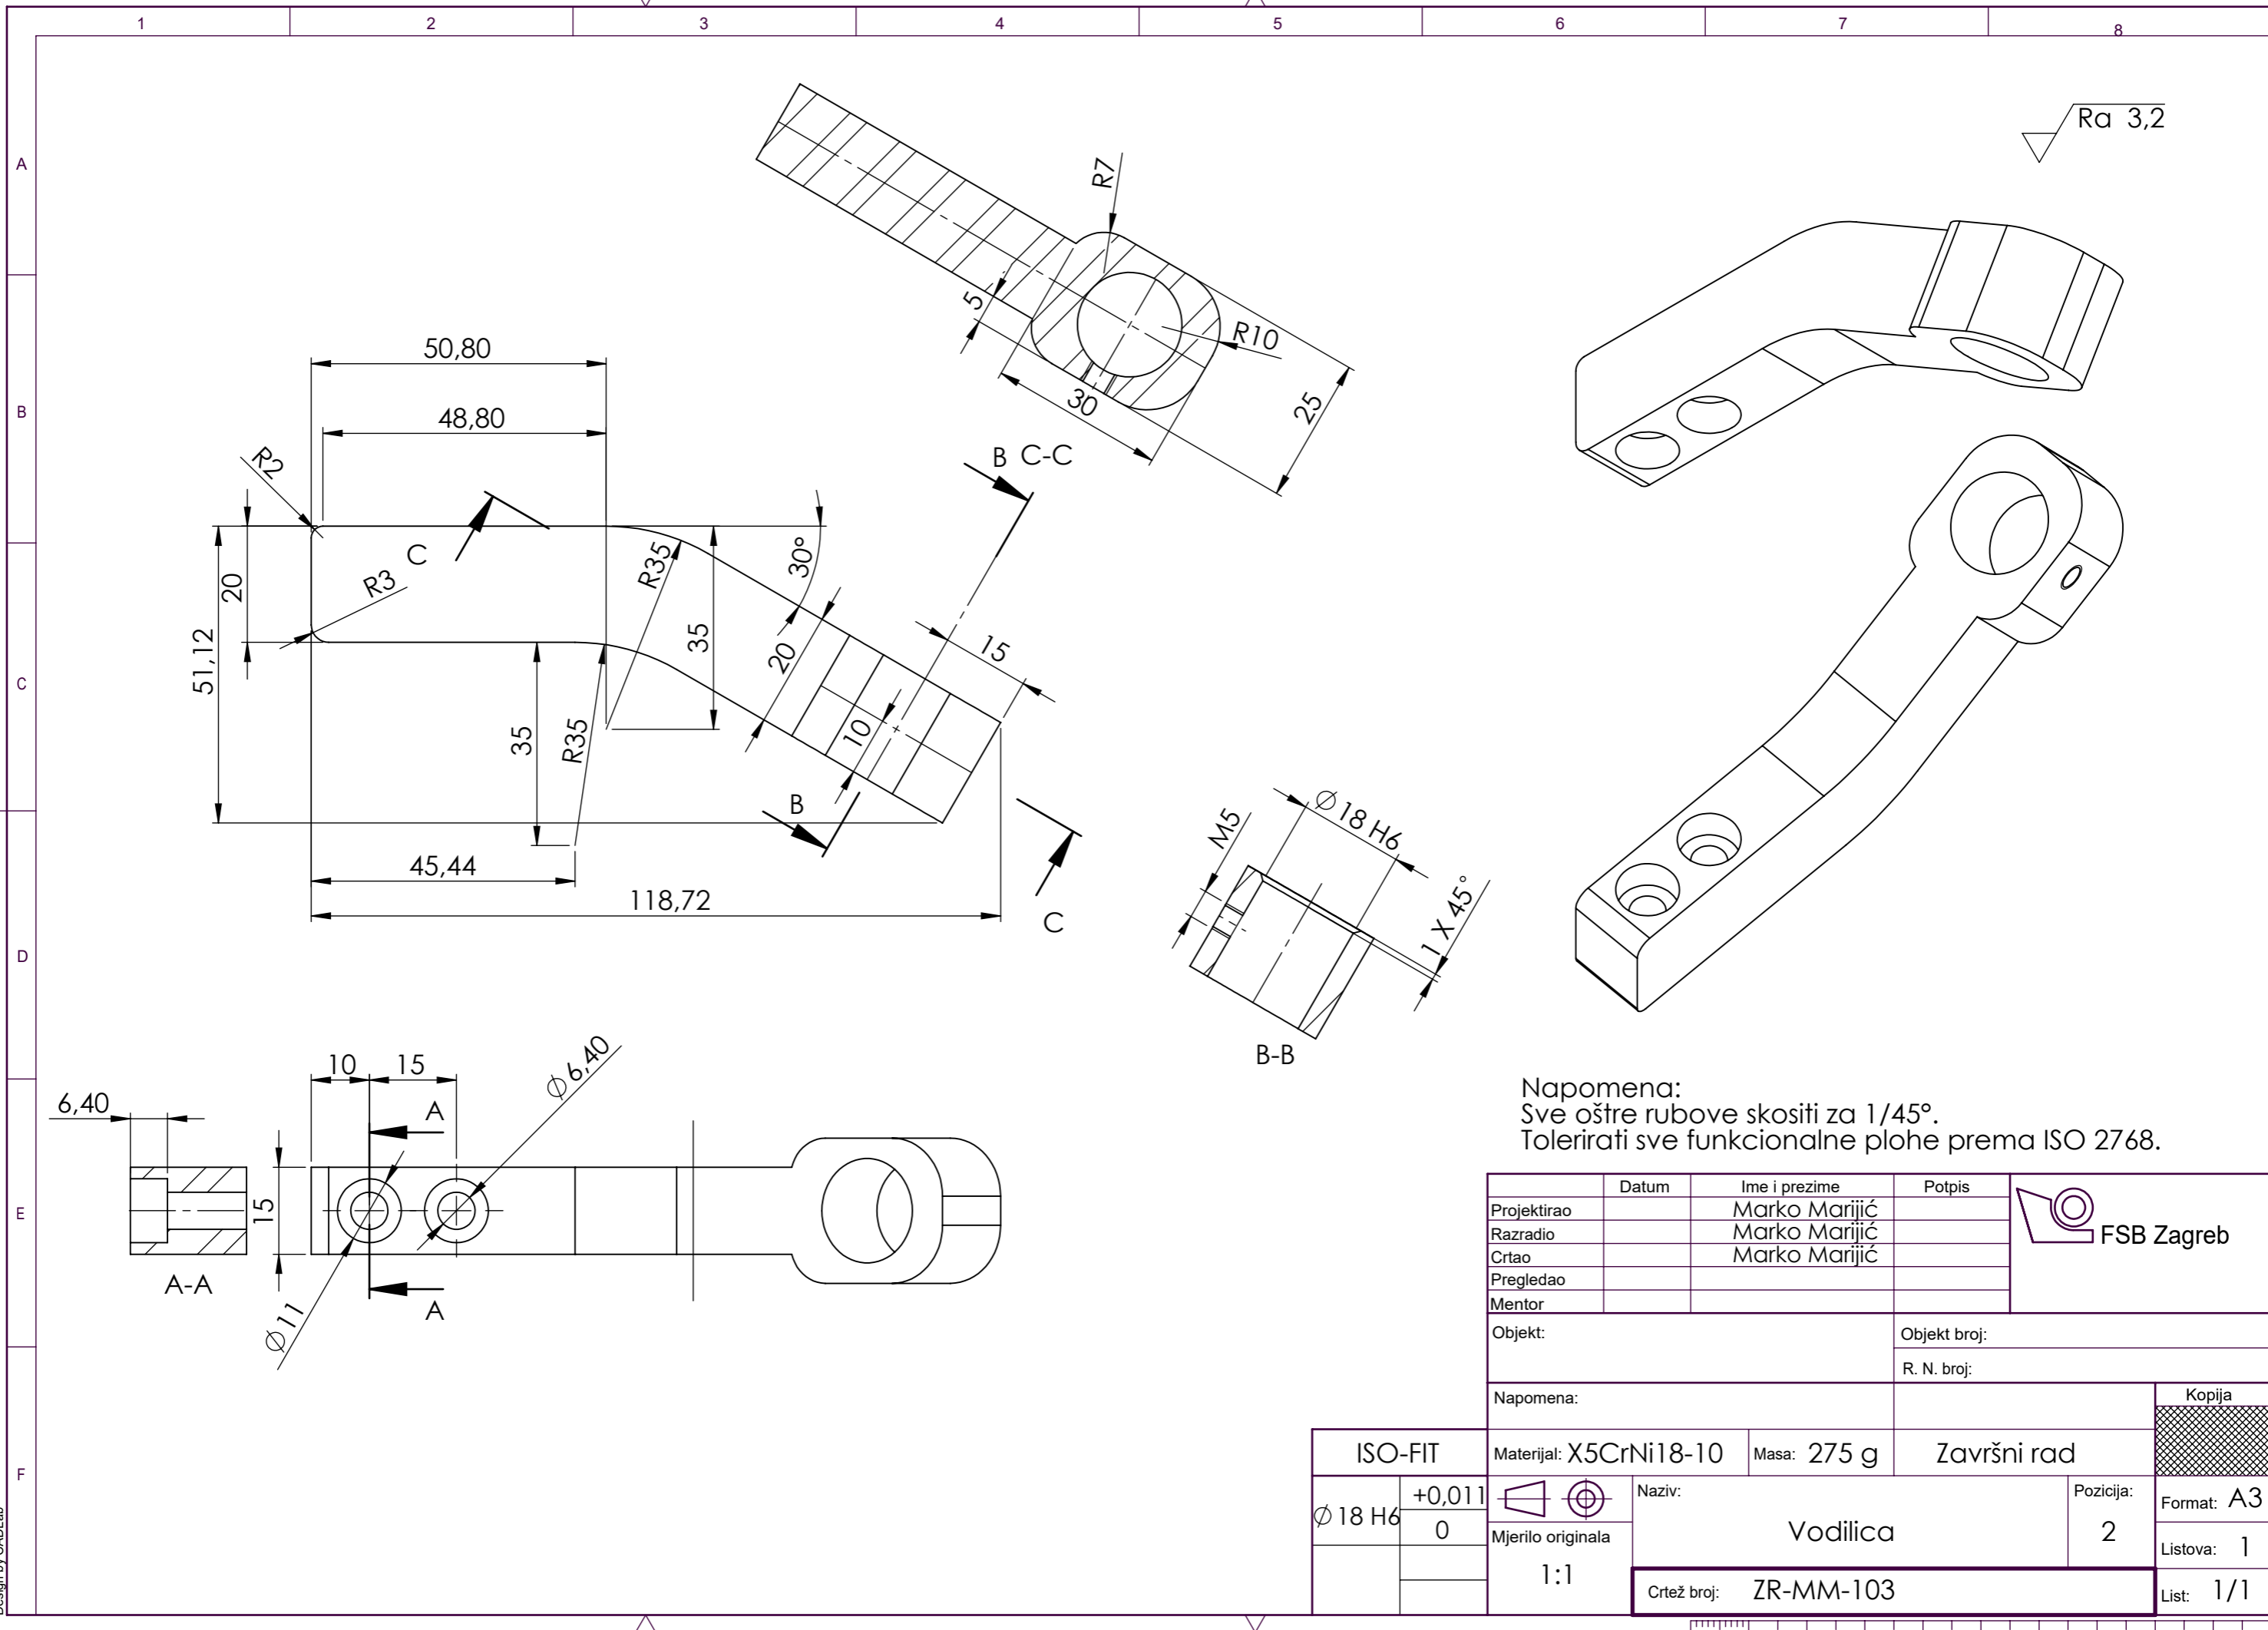 1 2 3 4 5 6 7 8
A
B
C
D
E
F
Ra 3,2
R7
5
R10
30
25
C-C
50,80
48,80
R2
C
B
R3
20
51,12
R35
30°
35
20
15
10
35
R35
B
C
45,44
118,72
M5
Ø 18 H6
1 X 45°
B-B
10 15
Ø 6,40
6,40
A
15
A-A
A
Ø 11
Napomena:
Sve oštre rubove skositi za 1/45°.
Tolerirati sve funkcionalne plohe prema ISO 2768.
Datum Ime i prezime Potpis
Projektirao Marko Marijić
Razradio Marko Marijić
Crtao Marko Marijić
Pregledao
Mentor
FSB Zagreb
Objekt:
Objekt broj:
R. N. broj:
Napomena:
Kopija
ISO-FIT
Ø 18 H6 +0,011
0
Materijal: X5CrNi18-10 Masa: 275 g Završni rad
Mjerilo originala
1:1
Naziv:
Vodilica
Pozicija:
2
Format: A3
Listova: 1
Crtež broj: ZR-MM-103
List: 1/1